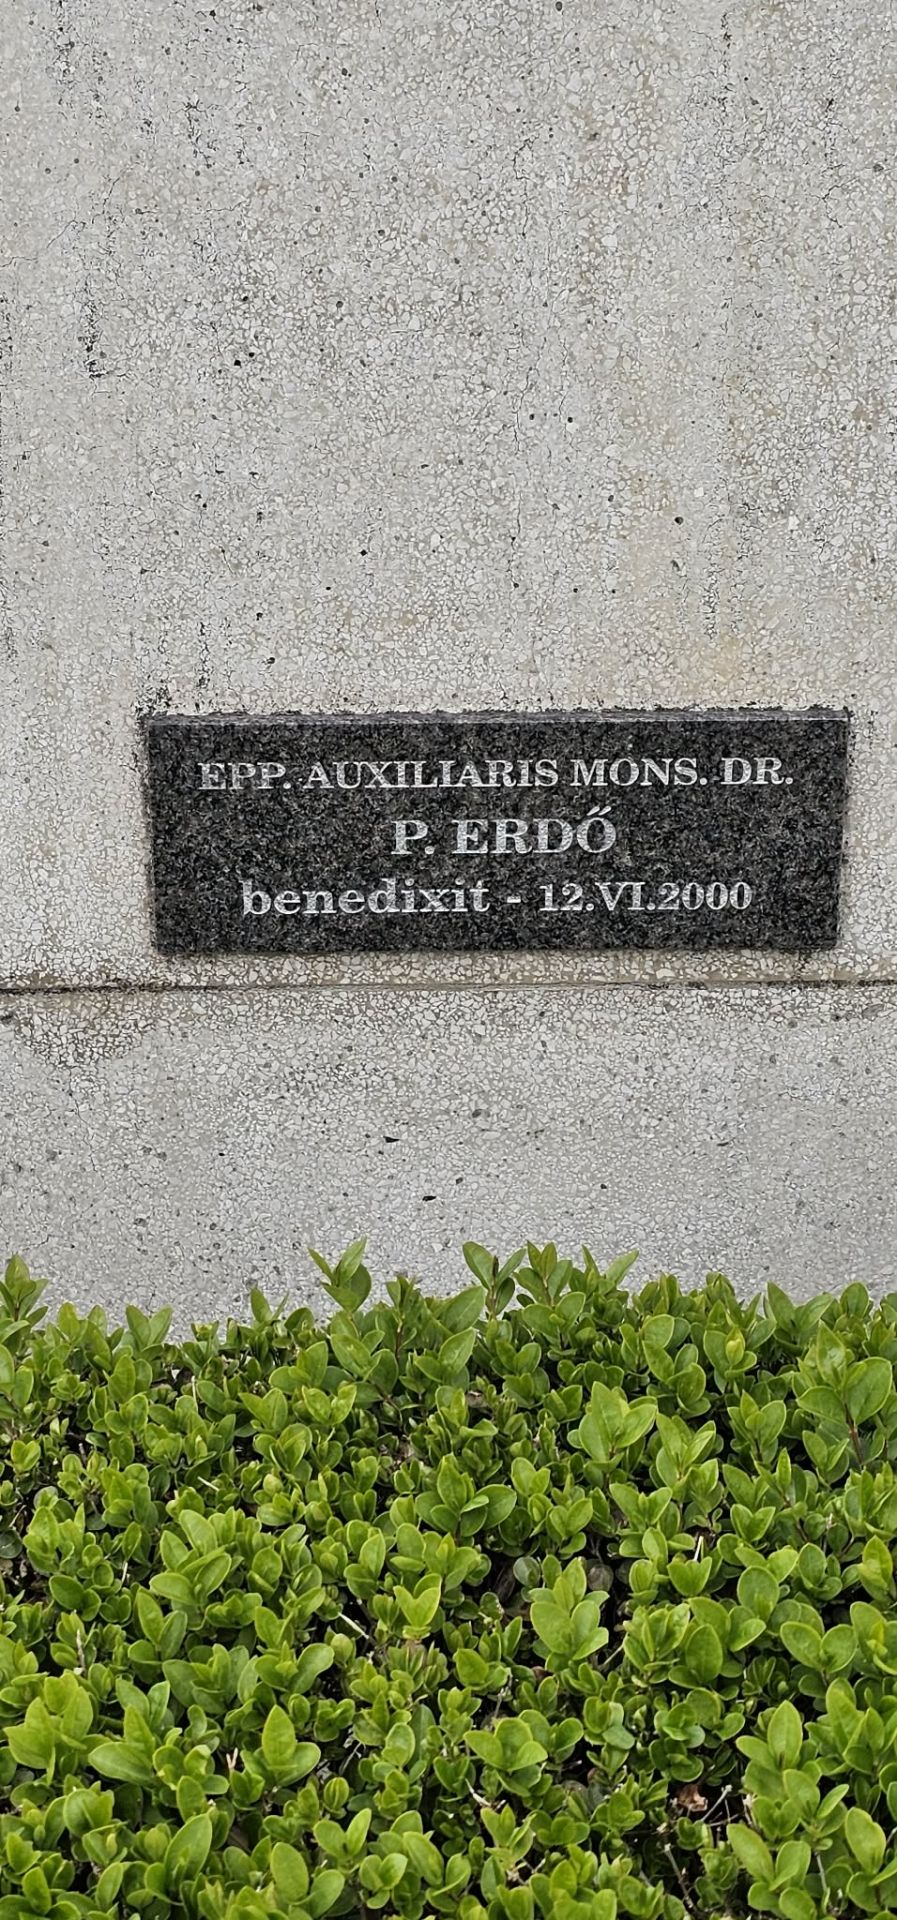 EPP. AUXILIARIS MONS. DR.
P. ERDŐ
benedixit - 12.VI.2000